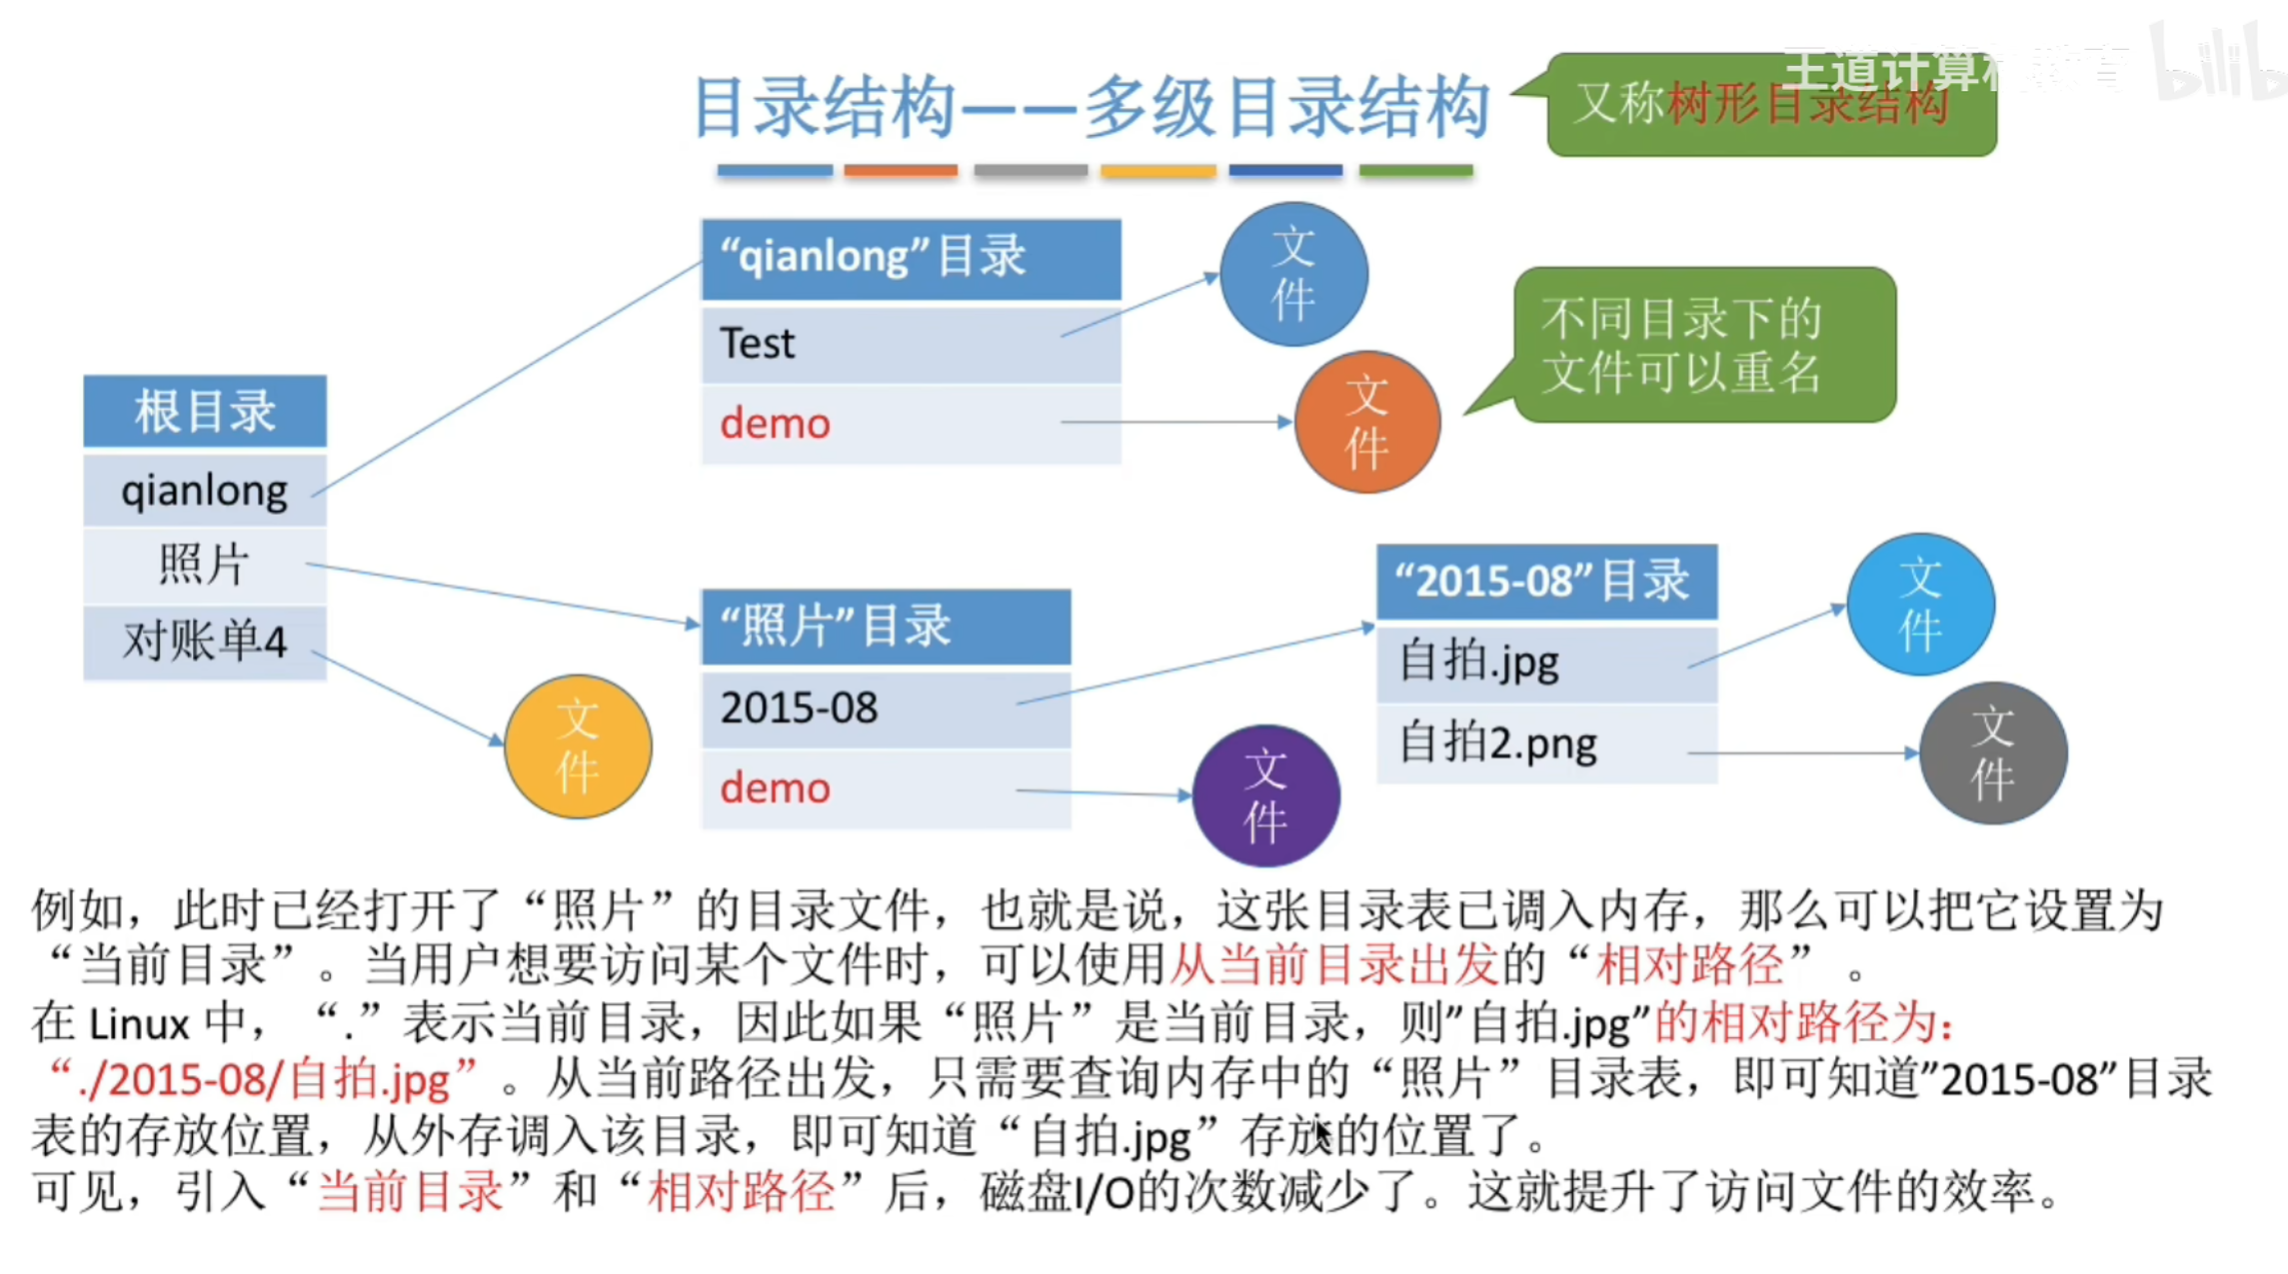 目录结构——多级目录结构
又称树形目录结构
王道计算机教育
bilibili
“qianlong”目录
Test
demo
文件
文件
不同目录下的
文件可以重名
根目录
qianlong
照片
对账单4
文件
“照片”目录
2015-08
demo
文件
“2015-08”目录
自拍.jpg
自拍2.png
文件
文件
例如，此时已经打开了“照片”的目录文件，也就是说，这张目录表已调入内存，那么可以把它设置为
“当前目录”。当用户想要访问某个文件时，可以使用从当前目录出发的“相对路径”。
在 Linux 中，“.”表示当前目录，因此如果“照片”是当前目录，则”自拍.jpg”的相对路径为：
“./2015-08/自拍.jpg”。从当前路径出发，只需要查询内存中的“照片”目录表，即可知道”2015-08”目录
表的存放位置，从外存调入该目录，即可知道“自拍.jpg”存放的位置了。
可见，引入“当前目录”和“相对路径”后，磁盘I/O的次数减少了。这就提升了访问文件的效率。